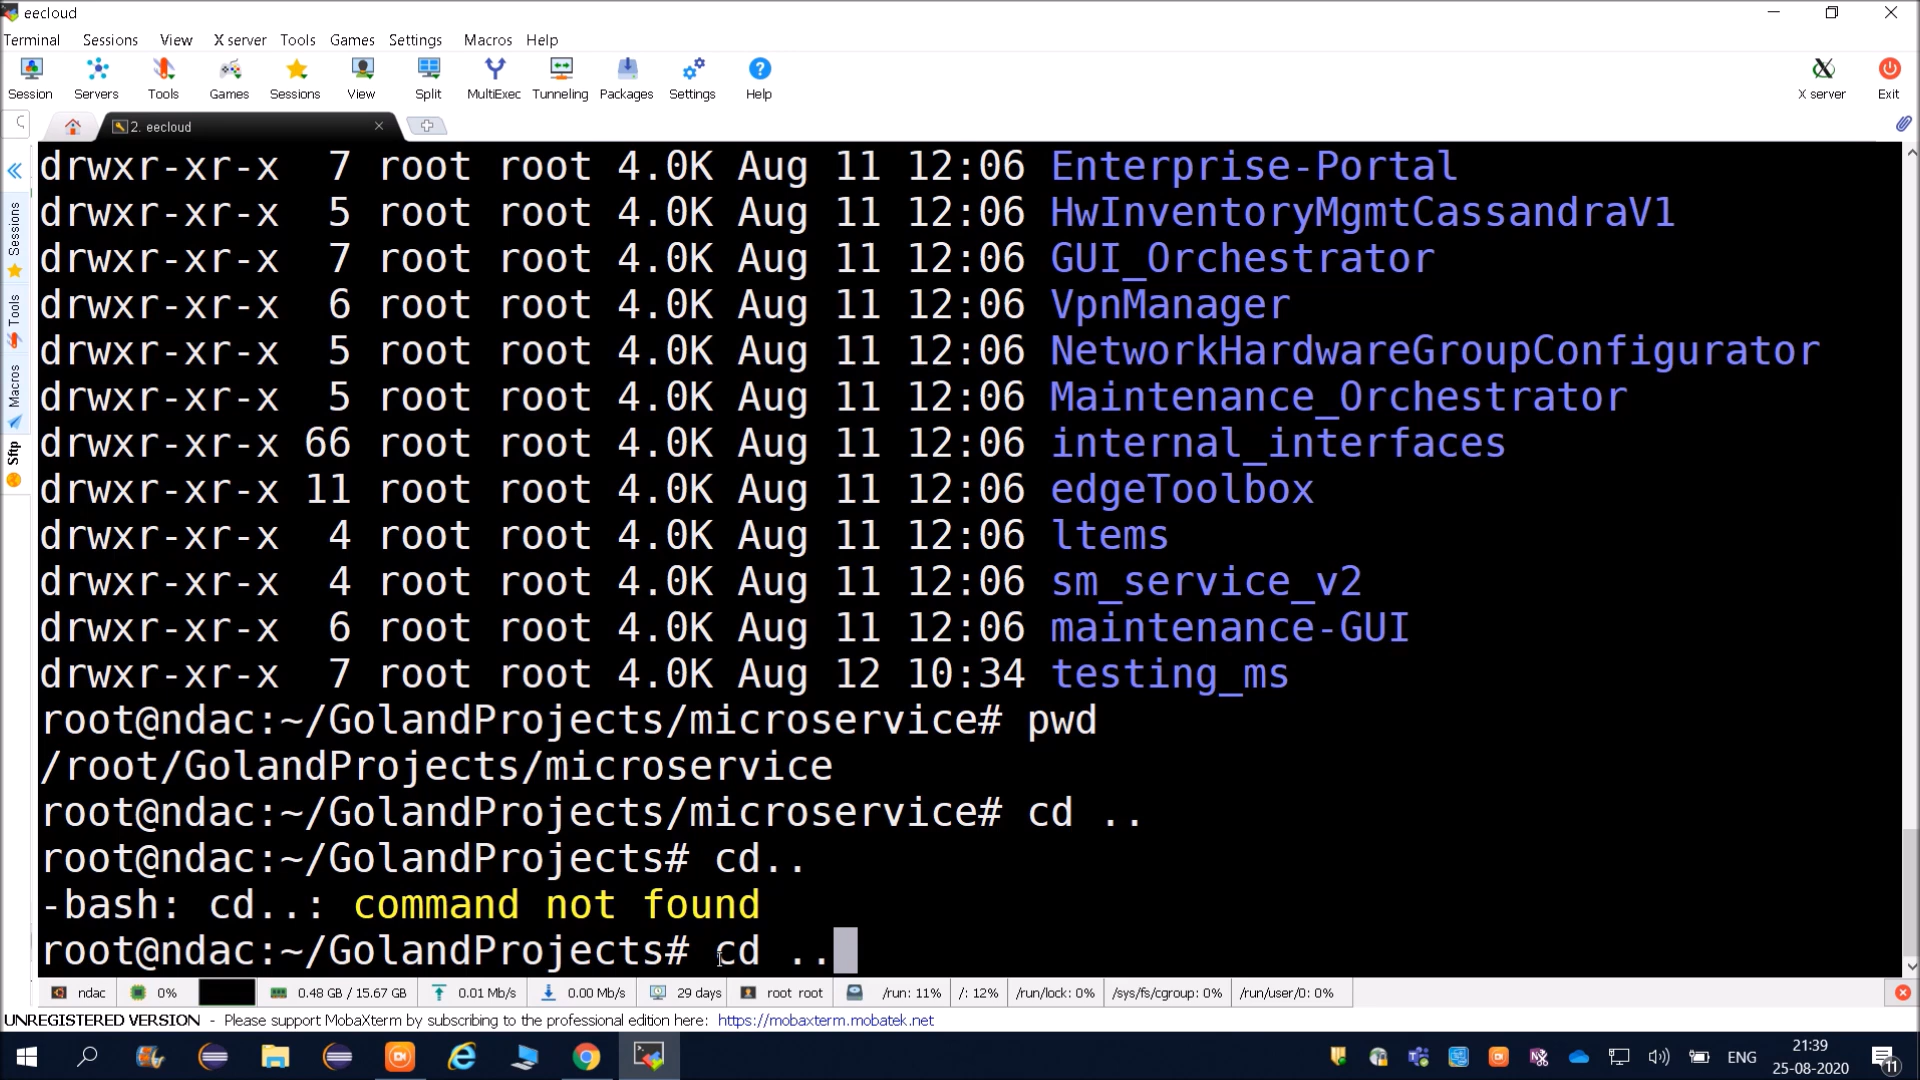 eecloud
Terminal Sessions View X server Tools Games Settings Macros Help
Session Servers Tools Games Sessions View Split MultiExec Tunneling Packages Settings Help X server Exit
2. eecloud
Sessions
Tools
Macros
Sftp
drwxr-xr-x 7 root root 4.0K Aug 11 12:06 Enterprise-Portal
drwxr-xr-x 5 root root 4.0K Aug 11 12:06 HwInventoryMgmtCassandraV1
drwxr-xr-x 7 root root 4.0K Aug 11 12:06 GUI_Orchestrator
drwxr-xr-x 6 root root 4.0K Aug 11 12:06 VpnManager
drwxr-xr-x 5 root root 4.0K Aug 11 12:06 NetworkHardwareGroupConfigurator
drwxr-xr-x 5 root root 4.0K Aug 11 12:06 Maintenance_Orchestrator
drwxr-xr-x 66 root root 4.0K Aug 11 12:06 internal_interfaces
drwxr-xr-x 11 root root 4.0K Aug 11 12:06 edgeToolbox
drwxr-xr-x 4 root root 4.0K Aug 11 12:06 ltems
drwxr-xr-x 4 root root 4.0K Aug 11 12:06 sm_service_v2
drwxr-xr-x 6 root root 4.0K Aug 11 12:06 maintenance-GUI
drwxr-xr-x 7 root root 4.0K Aug 12 10:34 testing_ms
root@ndac:~/GolandProjects/microservice# pwd
/root/GolandProjects/microservice
root@ndac:~/GolandProjects/microservice# cd ..
root@ndac:~/GolandProjects# cd..
-bash: cd..: command not found
root@ndac:~/GolandProjects# cd ..
ndac 0% 0.48 GB / 15.67 GB 0.01 Mb/s 0.00 Mb/s 29 days root root /run: 11% /: 12% /run/lock: 0% /sys/fs/cgroup: 0% /run/user/0: 0%
UNREGISTERED VERSION - Please support MobaXterm by subscribing to the professional edition here: https://mobaxterm.mobatek.net
ENG 21:39
25-08-2020 11